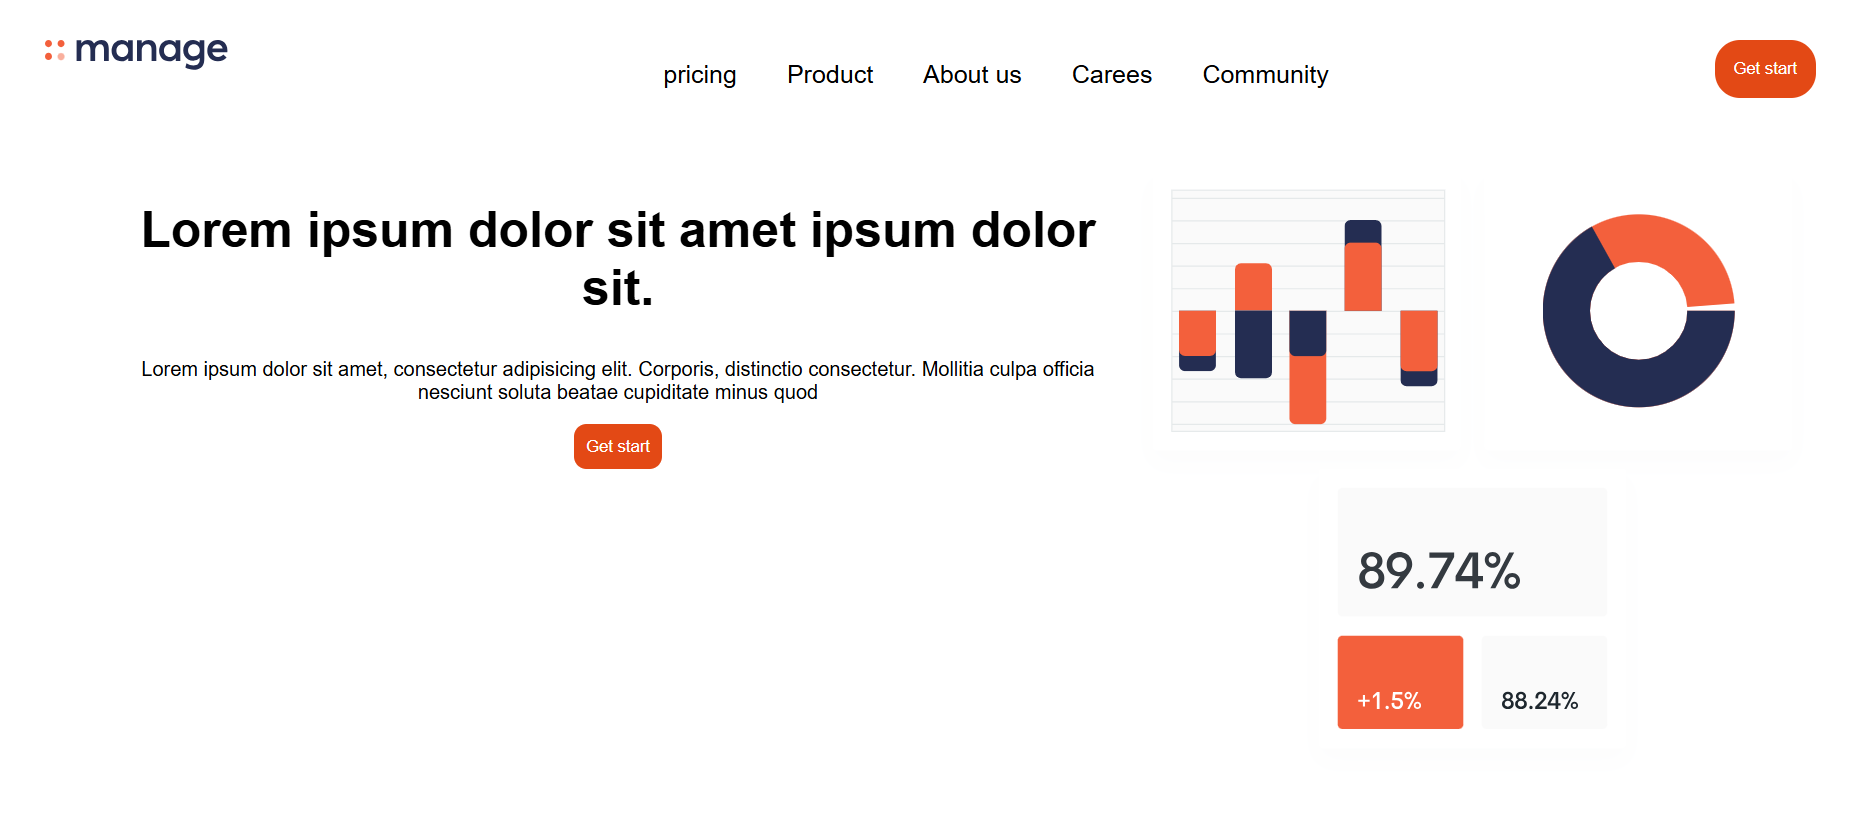 manage
pricing Product About us Carees Community
Get start
Lorem ipsum dolor sit amet ipsum dolor
sit.
Lorem ipsum dolor sit amet, consectetur adipisicing elit. Corporis, distinctio consectetur. Mollitia culpa officia
nesciunt soluta beatae cupiditate minus quod
Get start
89.74%
+1.5% 88.24%